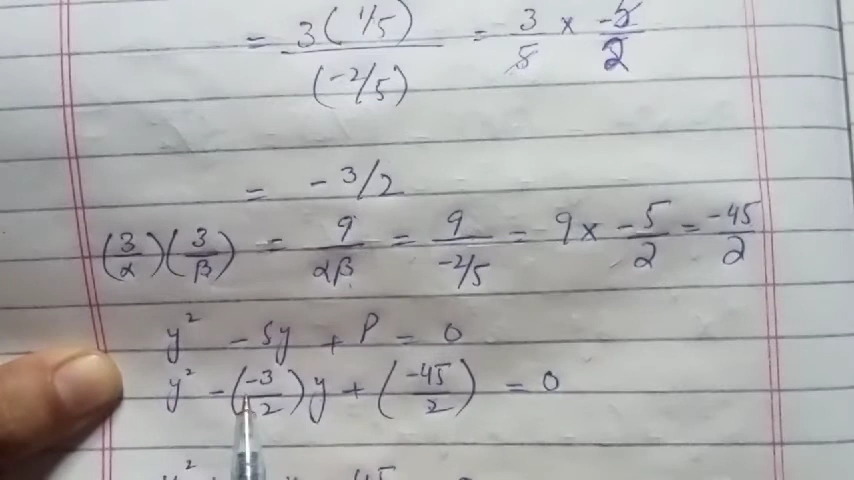 = 3(1/5) / (-2/5) = 3/5 × -5/2
= -3/2
(3/α)(3/β) = 9/αβ = 9/-2/5 = 9 × -5/2 = -45/2
y² - Sy + P = 0
y² - (-3/2)y + (-45/2) = 0